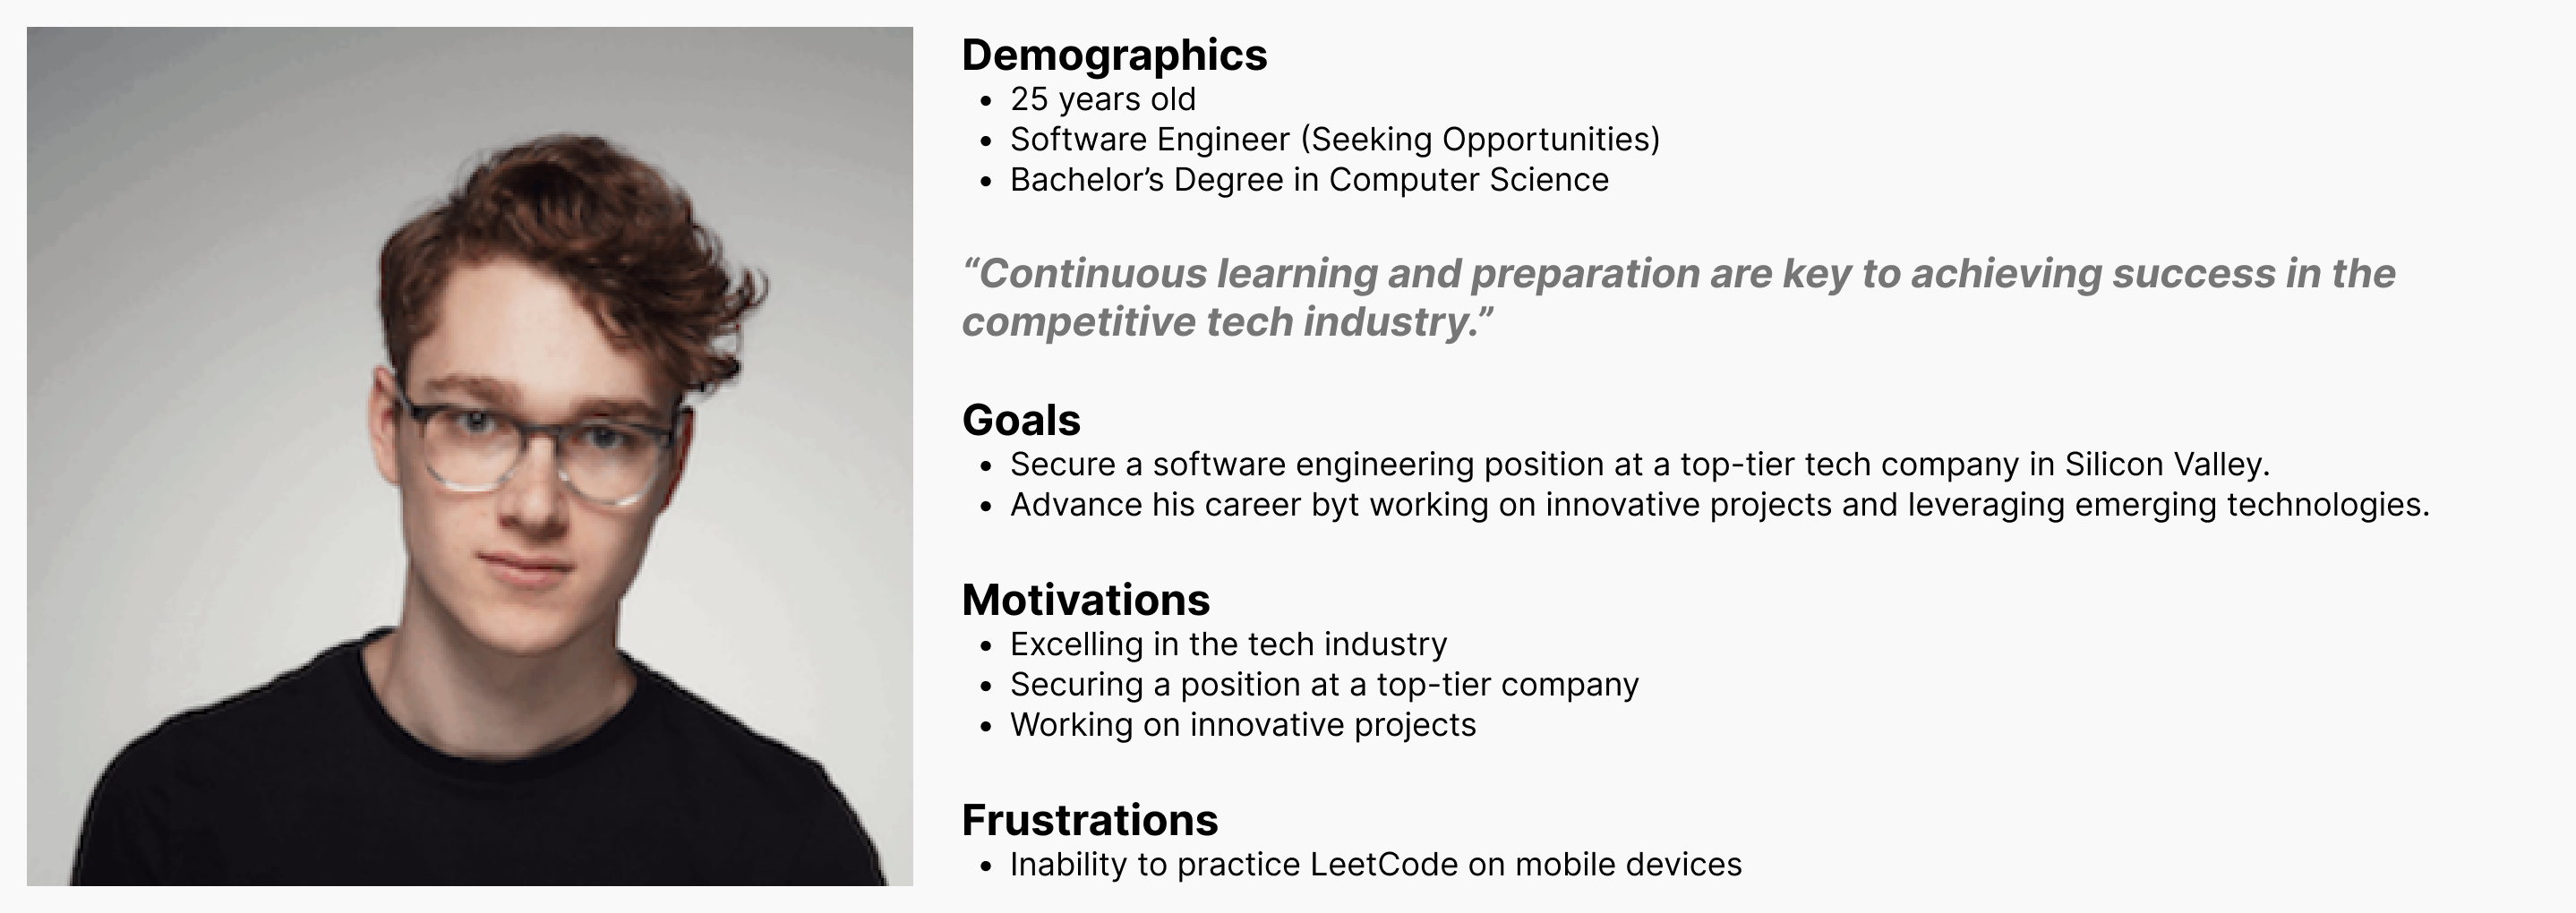 Demographics
• 25 years old
• Software Engineer (Seeking Opportunities)
• Bachelor’s Degree in Computer Science
“Continuous learning and preparation are key to achieving success in the
competitive tech industry.”
Goals
• Secure a software engineering position at a top-tier tech company in Silicon Valley.
• Advance his career byt working on innovative projects and leveraging emerging technologies.
Motivations
• Excelling in the tech industry
• Securing a position at a top-tier company
• Working on innovative projects
Frustrations
• Inability to practice LeetCode on mobile devices